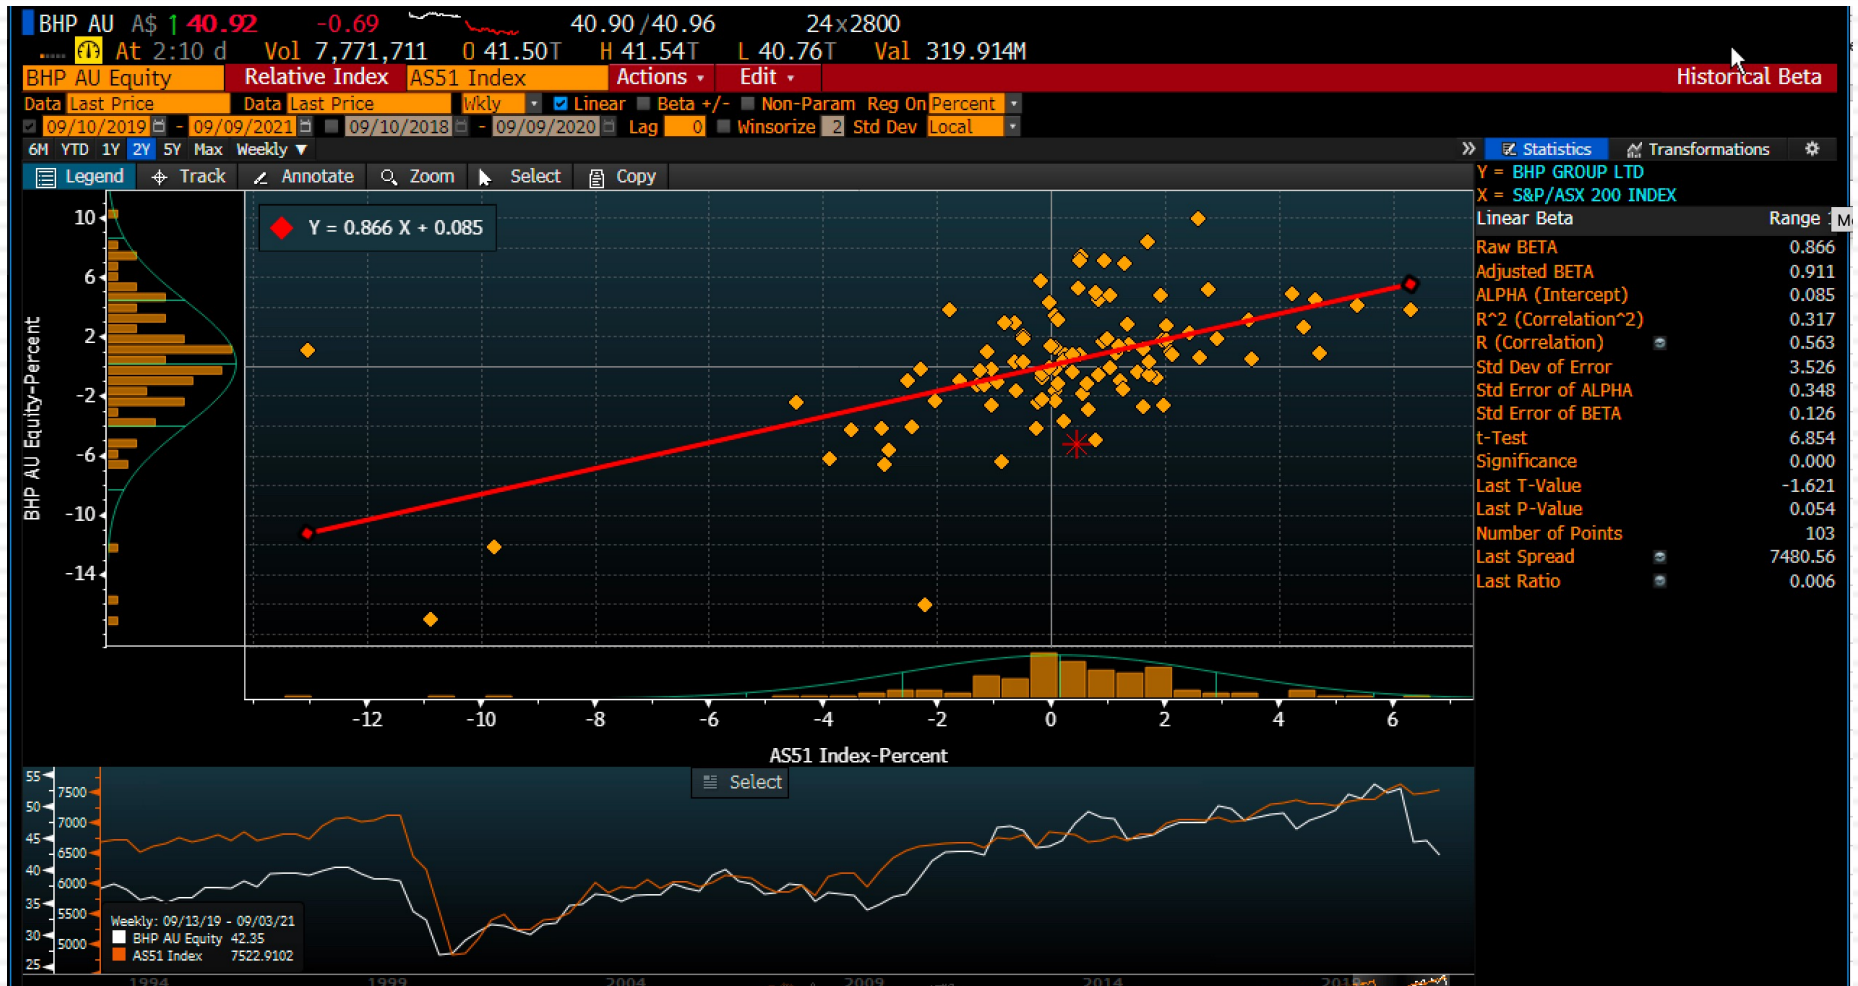 BHP AU A$ ↑ 40.92 -0.69 40.90/40.96 24x2800
At 2:10 d Vol 7,771,711 O 41.50T H 41.54T L 40.76T Val 319.914M
BHP AU Equity Relative Index AS51 Index Actions Edit Historical Beta
Data Last Price Data Last Price Wkly Linear Beta +/- Non-Param Reg On Percent
09/10/2019 - 09/09/2021 09/10/2018 - 09/09/2020 Lag 0 Winsorize 2 Std Dev Local
6M YTD 1Y 2Y 5Y Max Weekly ▼ » Statistics Transformations
Legend Track Annotate Zoom Select Copy
Y = BHP GROUP LTD
X = S&P/ASX 200 INDEX
Linear Beta Range
Raw BETA 0.866
Adjusted BETA 0.911
ALPHA (Intercept) 0.085
R^2 (Correlation^2) 0.317
R (Correlation) 0.563
Std Dev of Error 3.526
Std Error of ALPHA 0.348
Std Error of BETA 0.126
t-Test 6.854
Significance 0.000
Last T-Value -1.621
Last P-Value 0.054
Number of Points 103
Last Spread 7480.56
Last Ratio 0.006
Y = 0.866 X + 0.085
BHP AU Equity-Percent
10
6
2
-2
-6
-10
-14
-12 -10 -8 -6 -4 -2 0 2 4 6
AS51 Index-Percent
Select
55
50
45
40
35
30
25
7500
7000
6500
6000
5500
5000
Weekly: 09/13/19 - 09/03/21
BHP AU Equity 42.35
AS51 Index 7522.9102
1994 1999 2004 2009 2014